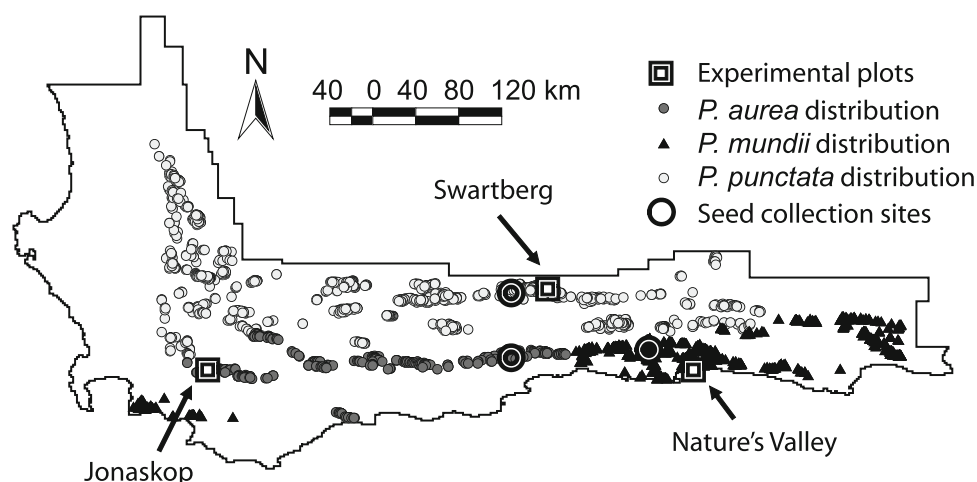 N
40 0 40 80 120 km
Experimental plots
P. aurea distribution
P. mundii distribution
P. punctata distribution
Seed collection sites
Swartberg
Nature's Valley
Jonaskop